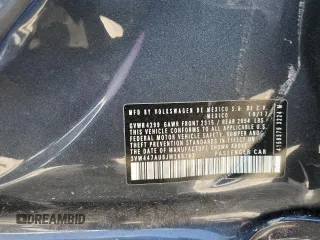 MFD BY VOLKSWAGEN DE MEXICO S.A. DE C.V.
MEXICO 10/17
GVWR 4299 GAWR FRONT 2315 / REAR 2094 LBS
THIS VEHICLE CONFORMS TO ALL APPLICABLE U.S.
FEDERAL MOTOR VEHICLE SAFETY, BUMPER AND
THEFT PREVENTION STANDARDS IN EFFECT ON THE
DATE OF MANUFACTURE SHOWN ABOVE.
PASSENGER CAR
DREAMBID